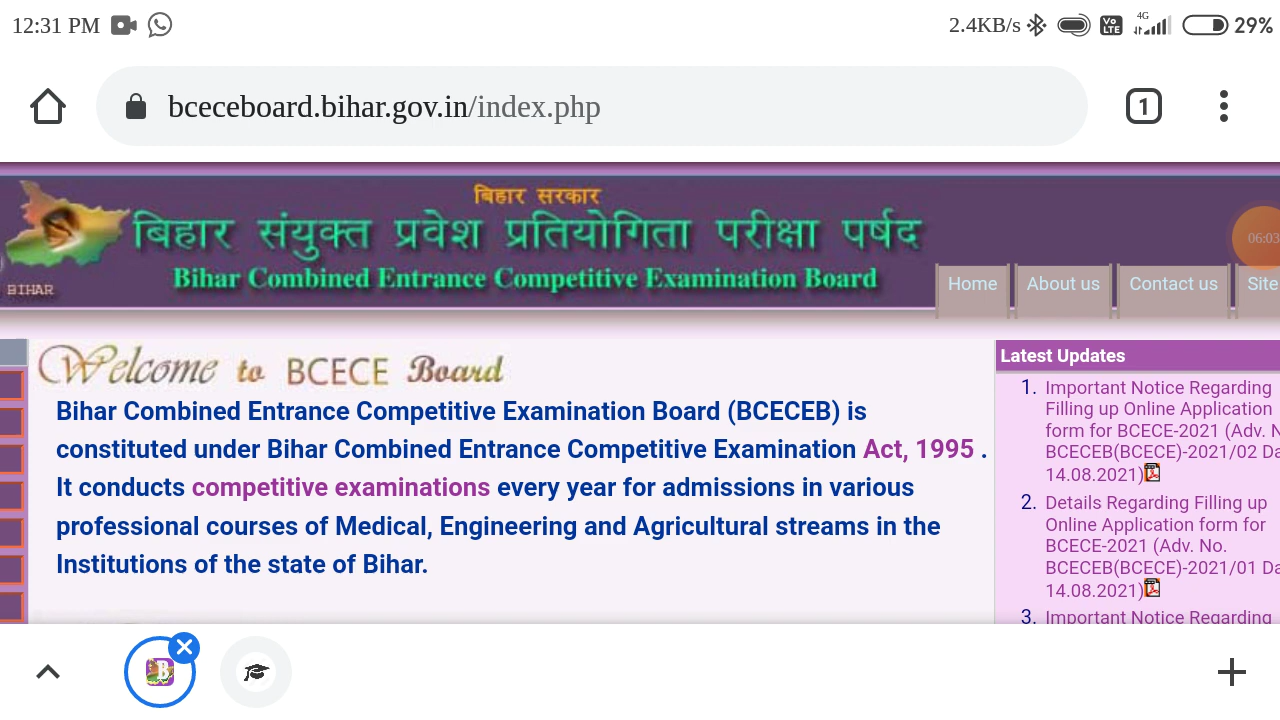 12:31 PM
2.4KB/s
Vo
LTE
4G
29%
bceceboard.bihar.gov.in/index.php
1
बिहार सरकार
बिहार संयुक्त प्रवेश प्रतियोगिता परीक्षा पर्षद
Bihar Combined Entrance Competitive Examination Board
BIHAR
06:03
Home
About us
Contact us
Site
Welcome to BCECE Board
Bihar Combined Entrance Competitive Examination Board (BCECEB) is
constituted under Bihar Combined Entrance Competitive Examination Act, 1995 .
It conducts competitive examinations every year for admissions in various
professional courses of Medical, Engineering and Agricultural streams in the
Institutions of the state of Bihar.
Latest Updates
1. Important Notice Regarding
Filling up Online Application
form for BCECE-2021 (Adv. N
BCECEB(BCECE)-2021/02 Da
14.08.2021)
2. Details Regarding Filling up
Online Application form for
BCECE-2021 (Adv. No.
BCECEB(BCECE)-2021/01 Da
14.08.2021)
3. Important Notice Regarding
B